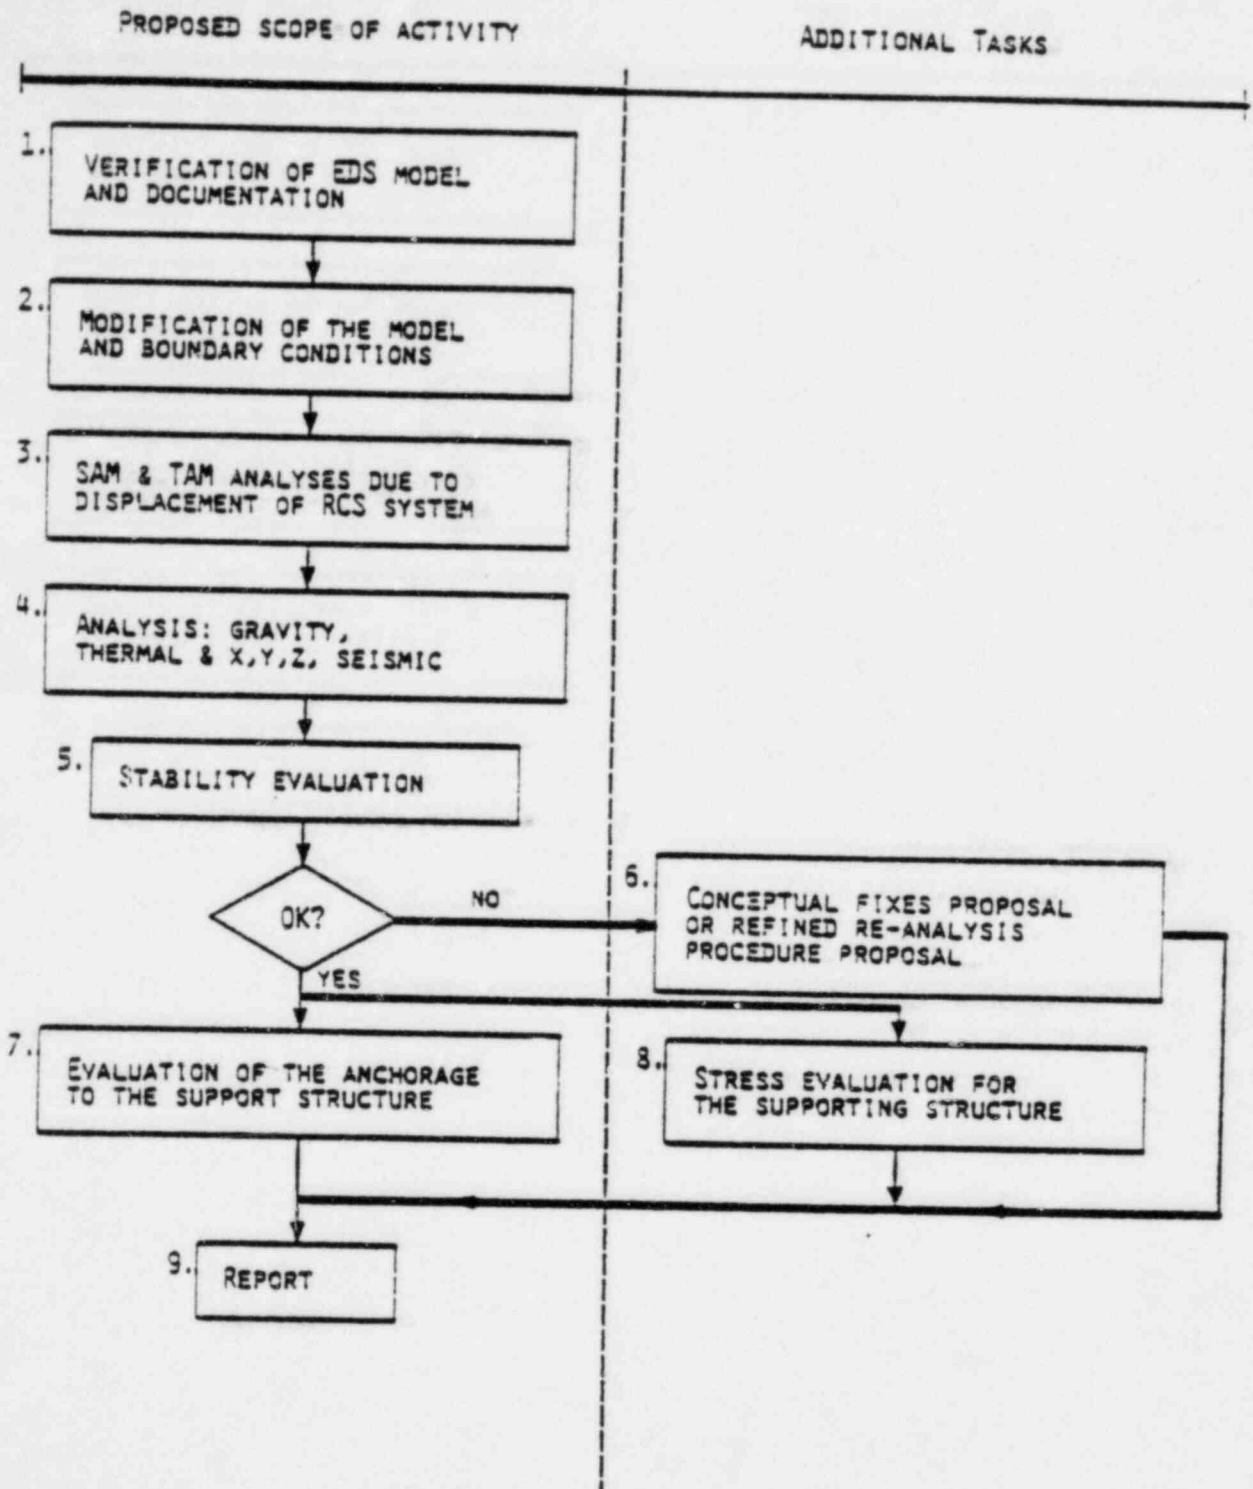 PROPOSED SCOPE OF ACTIVITY
ADDITIONAL TASKS
1.
VERIFICATION OF EDS MODEL
AND DOCUMENTATION
2.
MODIFICATION OF THE MODEL
AND BOUNDARY CONDITIONS
3.
SAM & TAM ANALYSES DUE TO
DISPLACEMENT OF RCS SYSTEM
4.
ANALYSIS: GRAVITY,
THERMAL & X,Y,Z, SEISMIC
5.
STABILITY EVALUATION
OK?
NO
YES
6.
CONCEPTUAL FIXES PROPOSAL
OR REFINED RE-ANALYSIS
PROCEDURE PROPOSAL
7.
EVALUATION OF THE ANCHORAGE
TO THE SUPPORT STRUCTURE
8.
STRESS EVALUATION FOR
THE SUPPORTING STRUCTURE
9.
REPORT